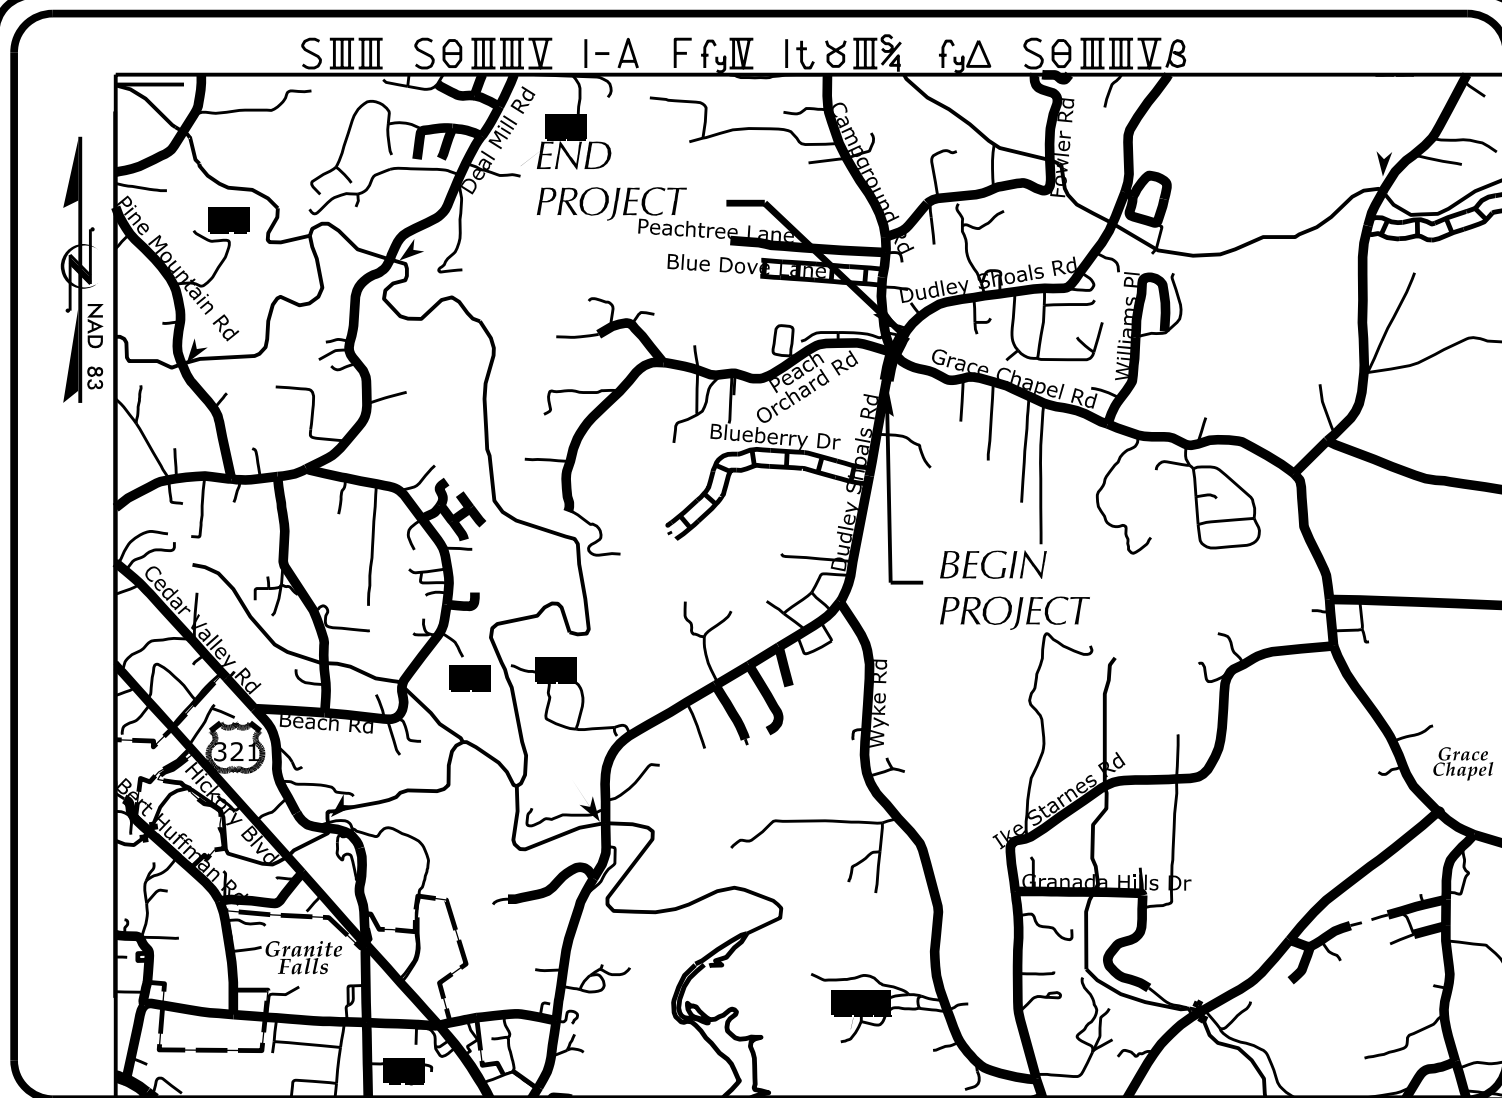 END
PROJECT
Deal Mill Rd
Campground Rd
Fowler Rd
Pine Mountain Rd
Peachtree Lane
Blue Dove Lane
Dudley Shoals Rd
NAD 83
Williams Pl
Grace Chapel Rd
Peach
Orchard Rd
Blueberry Dr
Dudley Shoals Rd
BEGIN
PROJECT
Cedar Valley Rd
Beach Rd
321
Hickory Blvd
Bert Huffman Rd
Wyke Rd
Ike Starnes Rd
Grace
Chapel
Granada Hills Dr
Granite
Falls